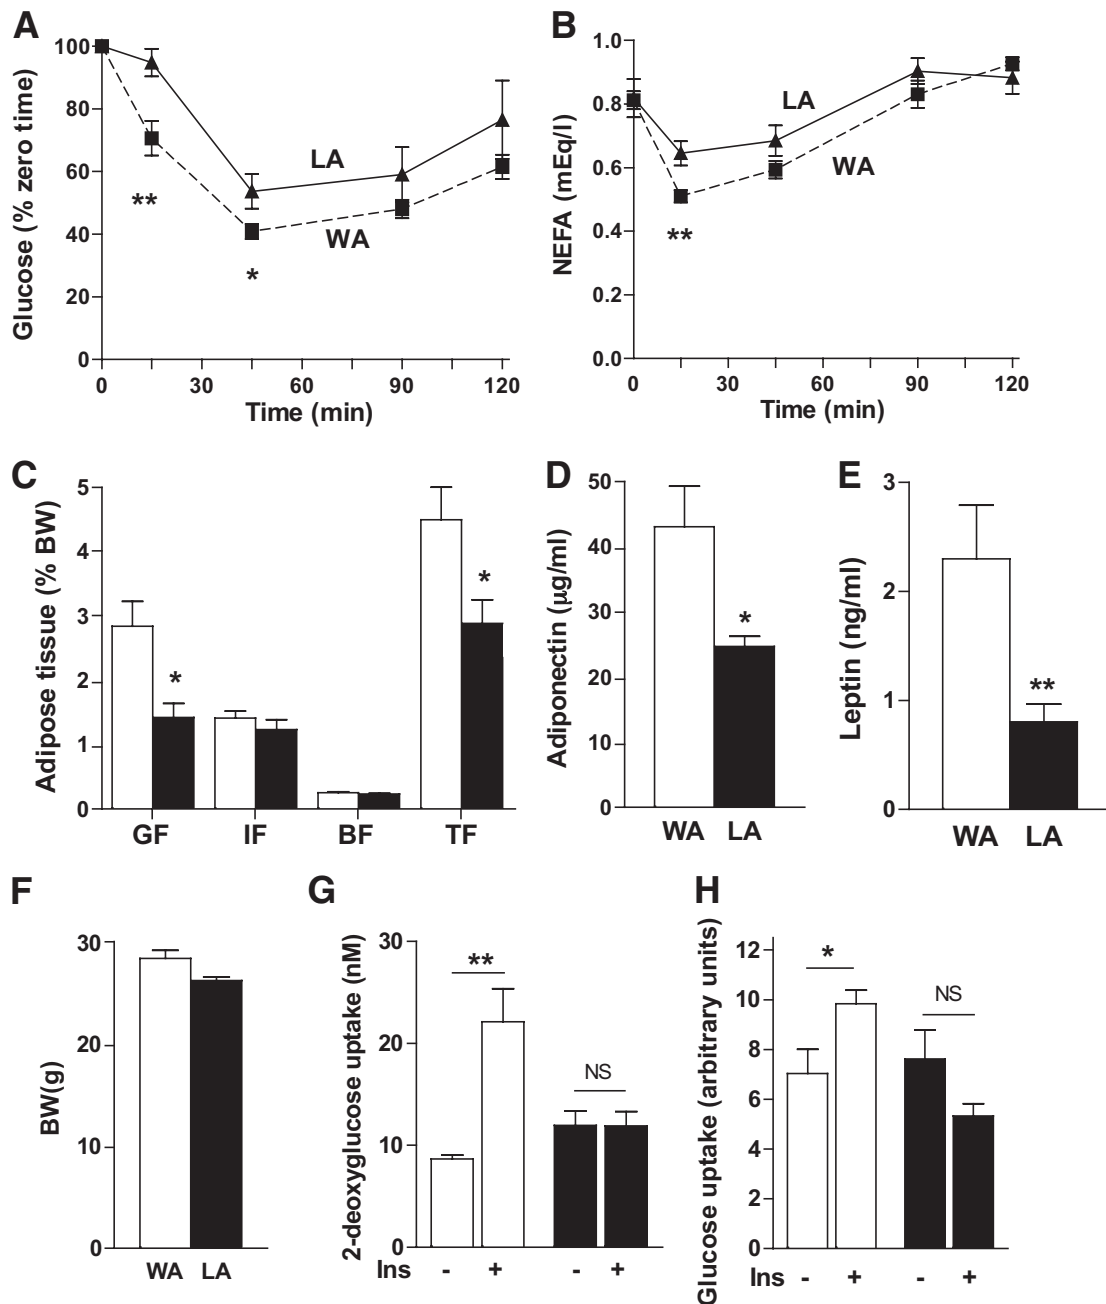 A
Glucose (% zero time)
100
80
60
40
20
0
LA
WA
**
*
0 30 60 90 120
Time (min)
B
NEFA (mEq/l)
1.0
0.8
0.6
0.4
0.2
0.0
LA
WA
**
0 30 60 90 120
Time (min)
C
Adipose tissue (% BW)
5
4
3
2
1
0
*
*
GF IF BF TF
D
Adiponectin (µg/ml)
50
40
30
20
10
0
*
WA LA
E
Leptin (ng/ml)
3
2
1
0
**
WA LA
F
BW(g)
30
20
10
0
WA LA
G
2-deoxyglucose uptake (nM)
30
20
10
0
**
NS
Ins - + - +
H
Glucose uptake (arbitrary units)
12
10
8
6
4
2
0
*
NS
Ins - + - +